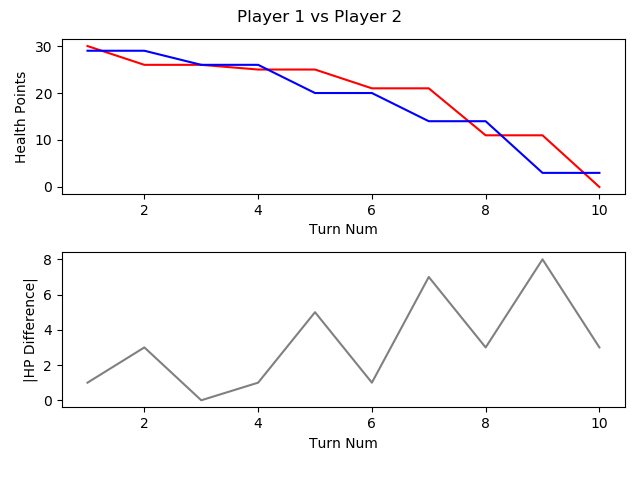 Player 1 vs Player 2
30
20
10
0
Health Points
2 4 6 8 10
Turn Num
8
6
4
2
0
|HP Difference|
2 4 6 8 10
Turn Num